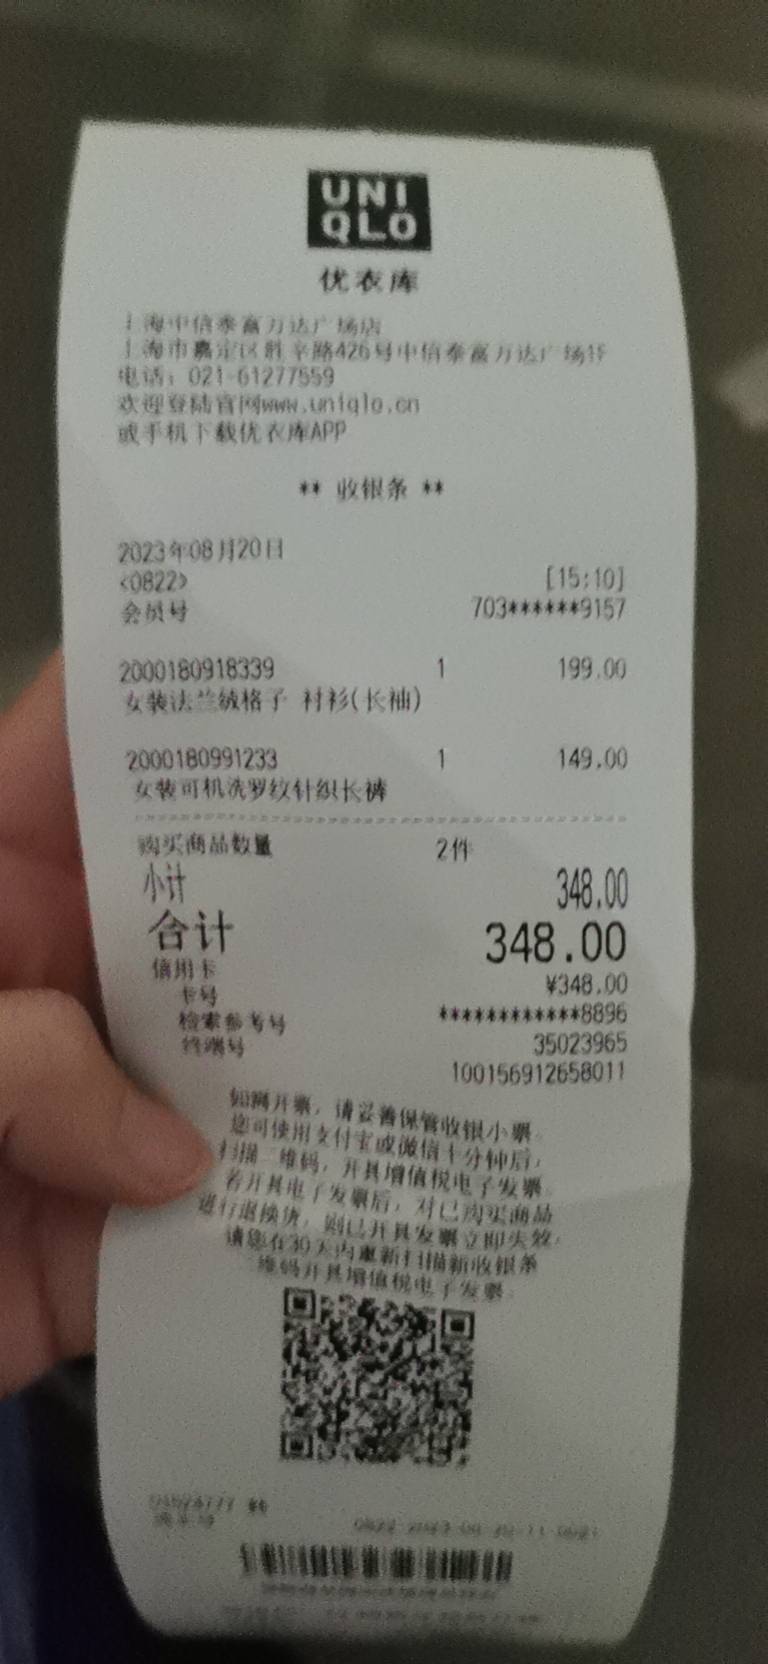 UNI
QLO
优衣库
上海中信泰富万达广场店
上海市嘉定区胜辛路426号中信泰富万达广场
电话：021-61277559
欢迎登陆官网www.uniqlo.cn
或手机下载优衣库APP
** 收银条 **
2023年08月20日
<0822> [15:10]
会员号 703******9157
2000180918339 1 199.00
女装法兰绒格子 衬衫(长袖)
2000180991233 1 149.00
女装可机洗罗纹针织长裤
购买商品数量 2件
小计 348.00
合计 348.00
信用卡 ¥348.00
卡号 ************8896
检索参考号 35023965
终端号 100156912658011
如需开票，请妥善保管收银小票。
您可使用支付宝或微信十分钟后，
扫描二维码，开具增值税电子发票。
若开具电子发票后，对已购买商品
进行退换货，则已开具发票立即失效，
请您在30天内重新扫描新收银条
维码开具增值税电子发票。